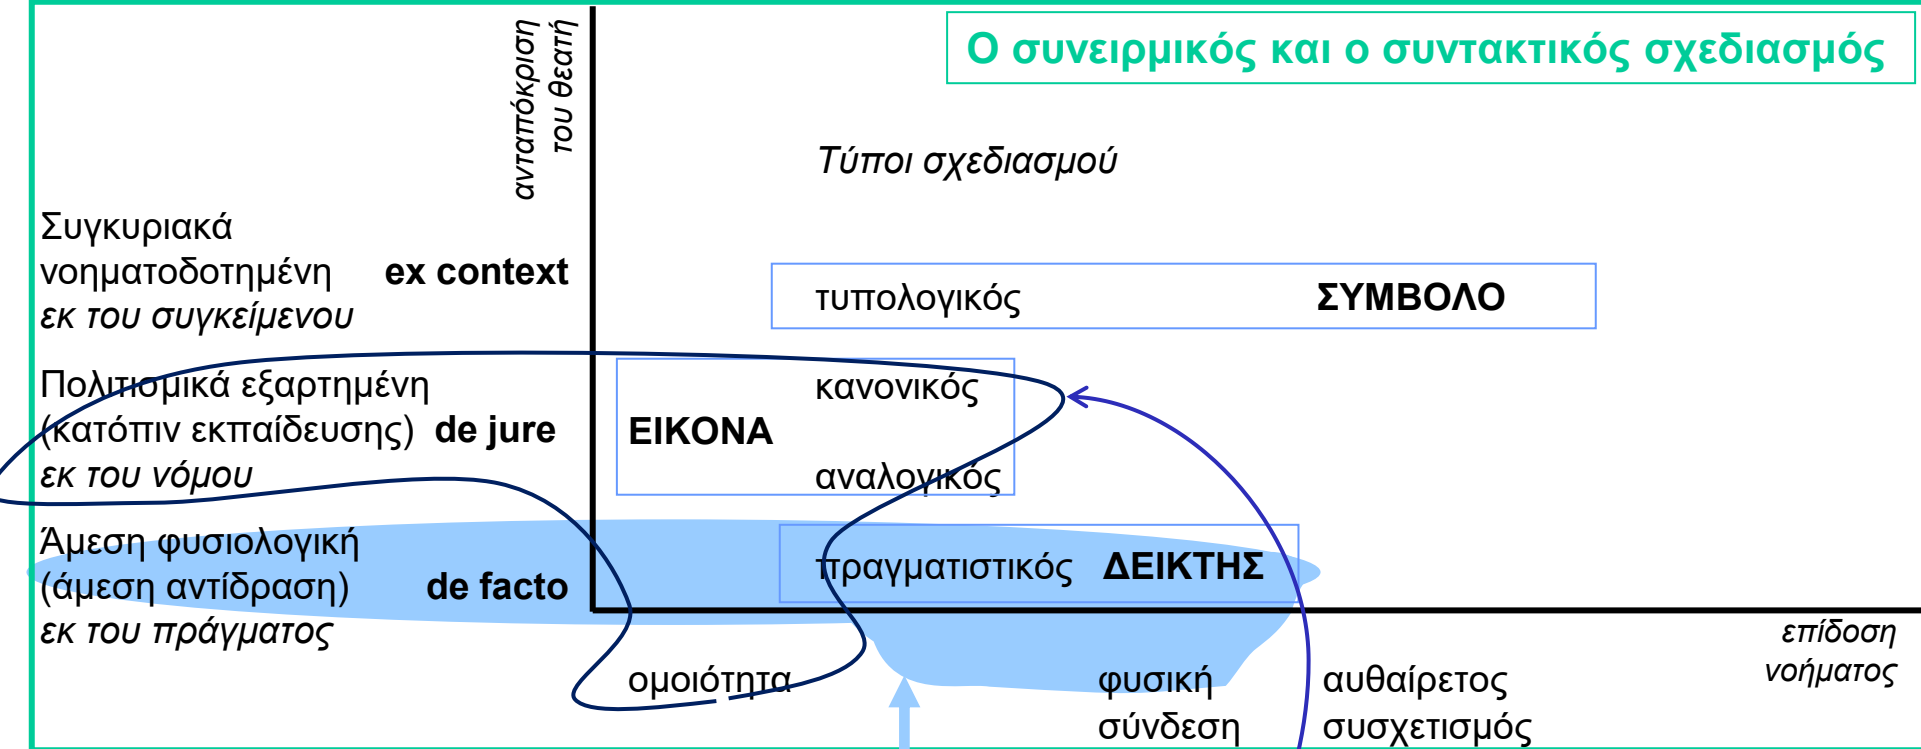 Ο συνειρμικός και ο συντακτικός σχεδιασμός
ανταπόκριση
του θεατή
Τύποι σχεδιασμού
Συγκυριακά
νοηματοδοτημένη ex context
εκ του συγκείμενου
τυπολογικός ΣΥΜΒΟΛΟ
Πολιτισμικά εξαρτημένη
(κατόπιν εκπαίδευσης) de jure
εκ του νόμου
κανονικός
ΕΙΚΟΝΑ
αναλογικός
Άμεση φυσιολογική
(άμεση αντίδραση) de facto
εκ του πράγματος
πραγματιστικός ΔΕΙΚΤΗΣ
επίδοση
νοήματος
ομοιότητα
φυσική
σύνδεση
αυθαίρετος
συσχετισμός